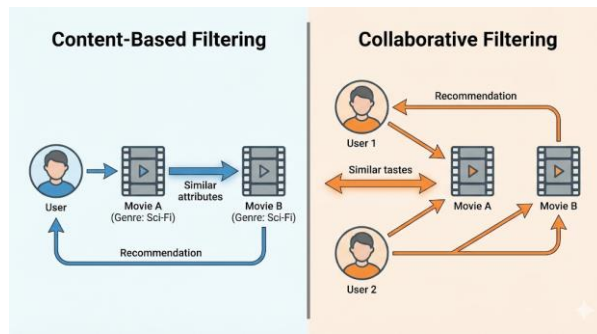 Content-Based Filtering
User
Movie A
(Genre: Sci-Fi)
Similar
attributes
Movie B
(Genre: Sci-Fi)
Recommendation
Collaborative Filtering
Recommendation
User 1
Similar tastes
Movie A
Movie B
User 2